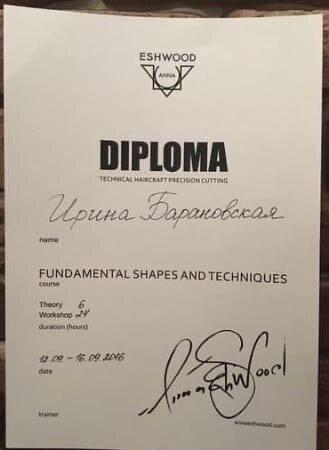 ESHWOOD
ANNA
DIPLOMA
TECHNICAL HAIRCRAFT PRECISION CUTTING
Ирина Барановская
name
FUNDAMENTAL SHAPES AND TECHNIQUES
course
Theory 6
Workshop 24
duration (hours)
12.09 - 16.09.2016
date
trainer
annaeshwood.com